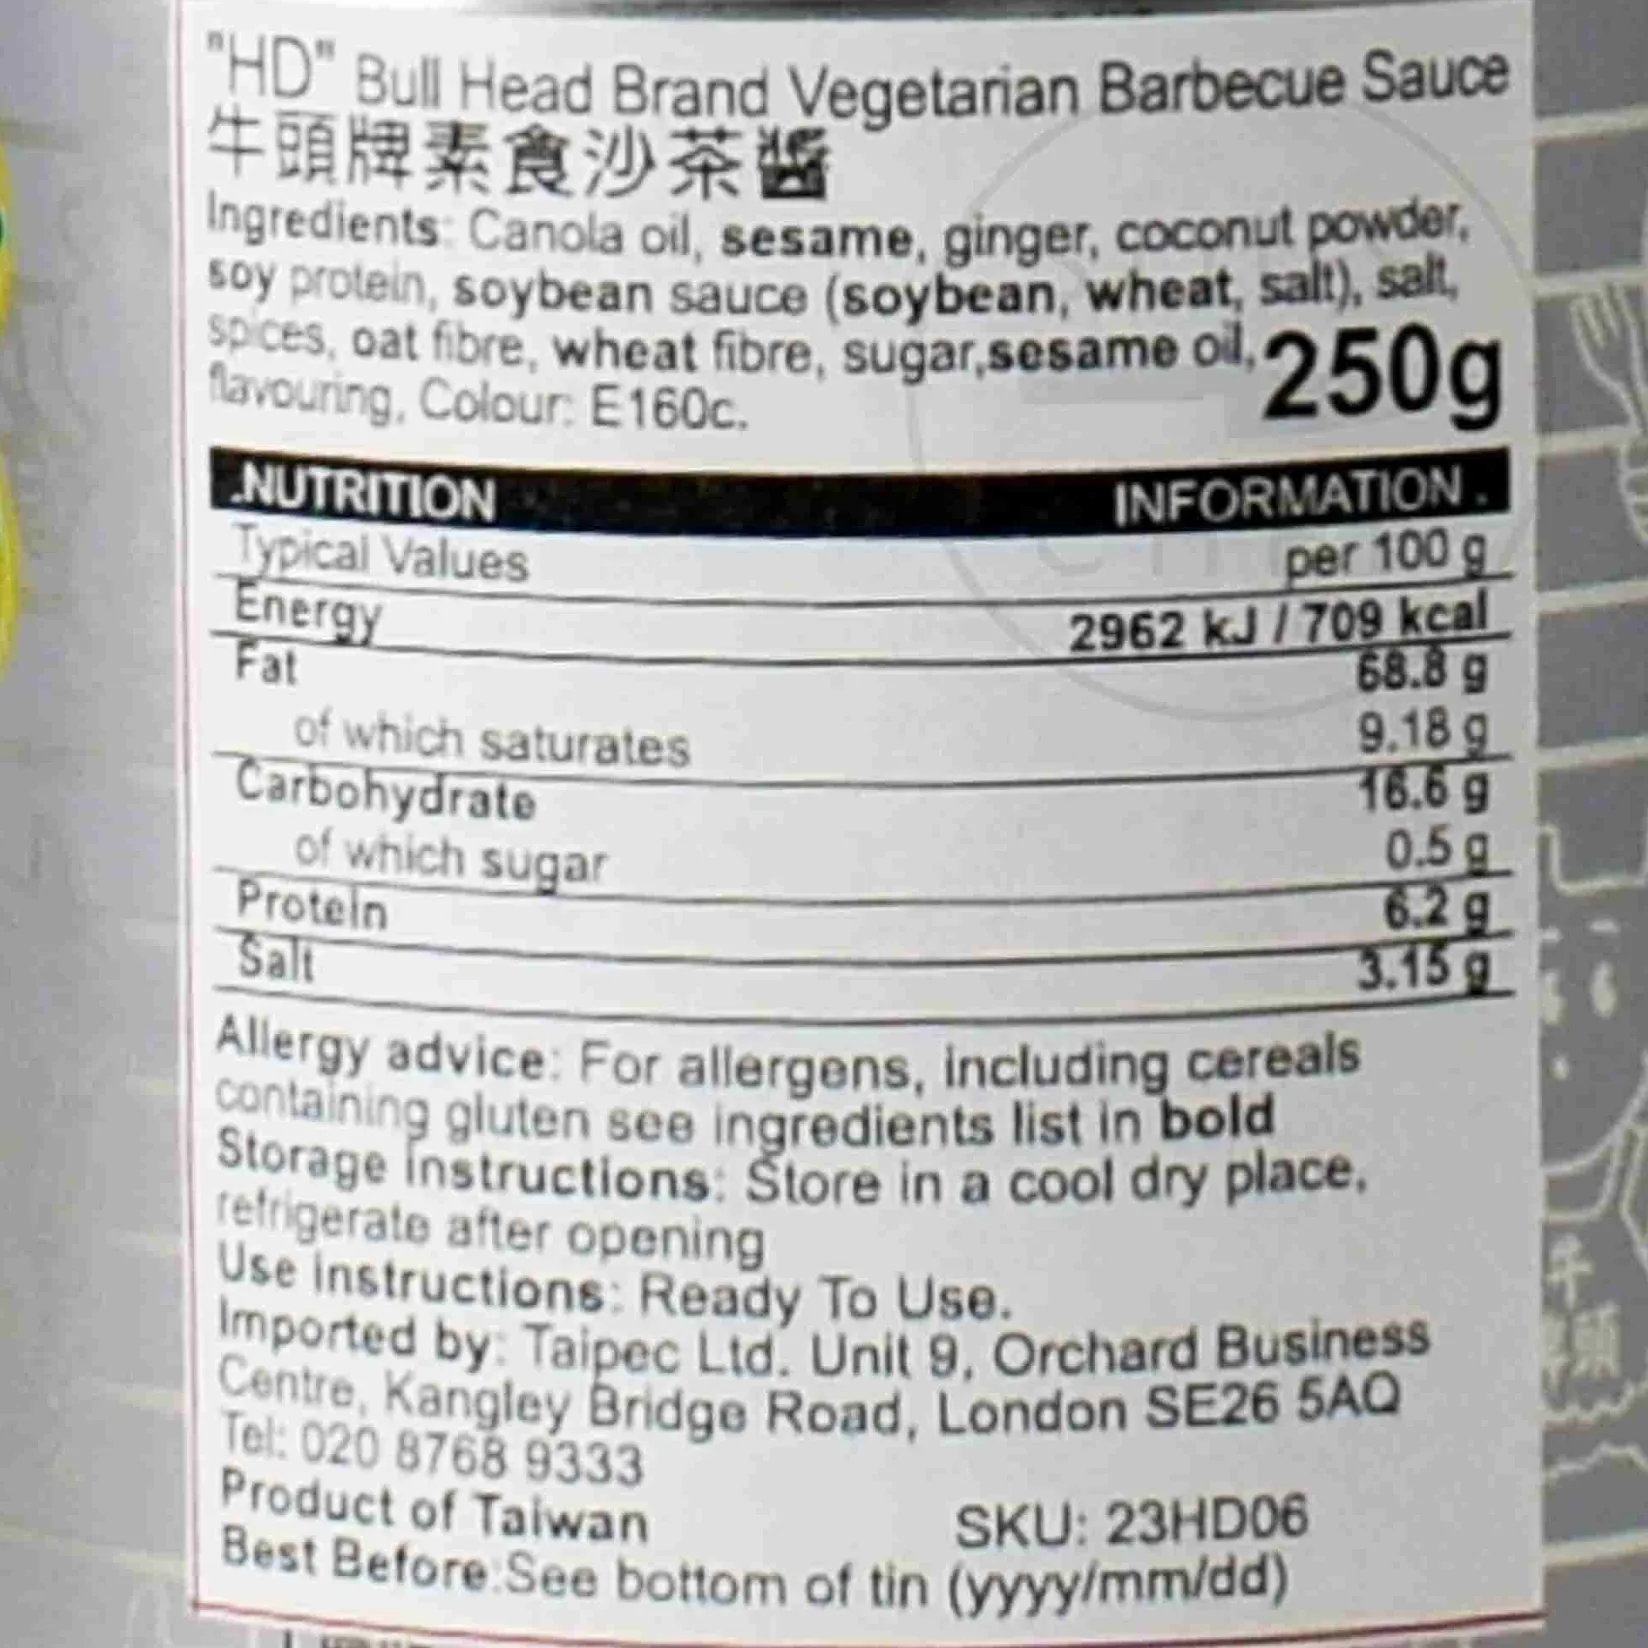 "HD" Bull Head Brand Vegetarian Barbecue Sauce
牛頭牌素食沙茶醬
Ingredients: Canola oil, sesame, ginger, coconut powder,
soy protein, soybean sauce (soybean, wheat, salt), salt,
spices, oat fibre, wheat fibre, sugar,sesame oil,
flavouring, Colour: E160c.
250g
.NUTRITION INFORMATION.
Typical Values per 100 g
Energy 2962 kJ / 709 kcal
Fat 68.8 g
of which saturates 9.18 g
Carbohydrate 16.6 g
of which sugar 0.5 g
Protein 6.2 g
Salt 3.15 g
Allergy advice: For allergens, including cereals
containing gluten see ingredients list in bold
Storage instructions: Store in a cool dry place,
refrigerate after opening
Use instructions: Ready To Use.
Imported by: Taipec Ltd. Unit 9, Orchard Business
Centre, Kangley Bridge Road, London SE26 5AQ
Tel: 020 8768 9333
Product of Taiwan SKU: 23HD06
Best Before:See bottom of tin (yyyy/mm/dd)
牛
頭